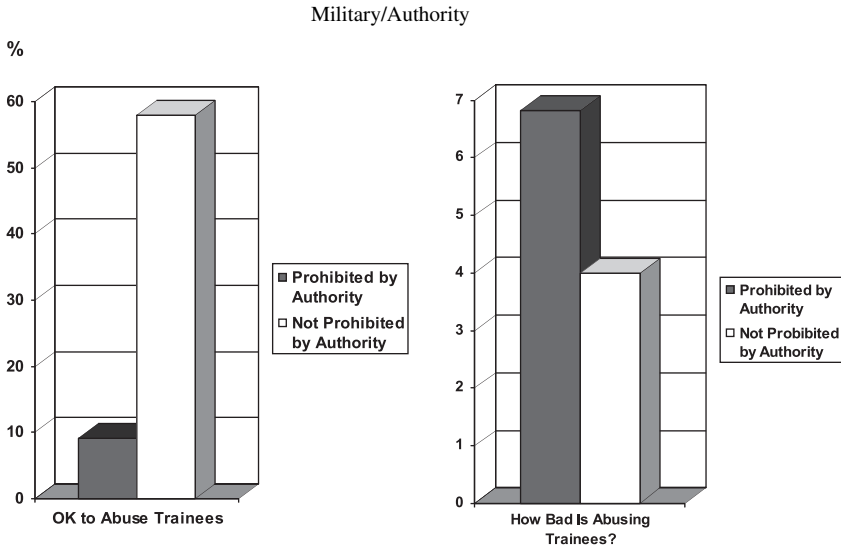 Military/Authority
%
60
50
40
30
20
10
0
OK to Abuse Trainees
Prohibited by
Authority
Not Prohibited
by Authority
7
6
5
4
3
2
1
0
How Bad Is Abusing
Trainees?
Prohibited by
Authority
Not Probibited
by Authority